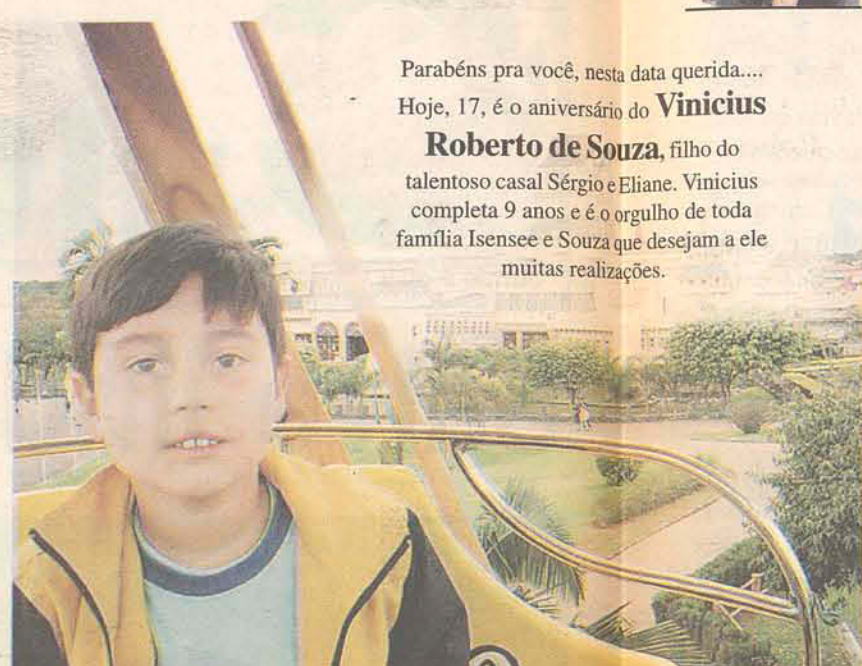 Parabéns pra você, nesta data querida....
Hoje, 17, é o aniversário do Vinicius
Roberto de Souza, filho do
talentoso casal Sérgio e Eliane. Vinicius
completa 9 anos e é o orgulho de toda
família Isensee e Souza que desejam a ele
muitas realizações.